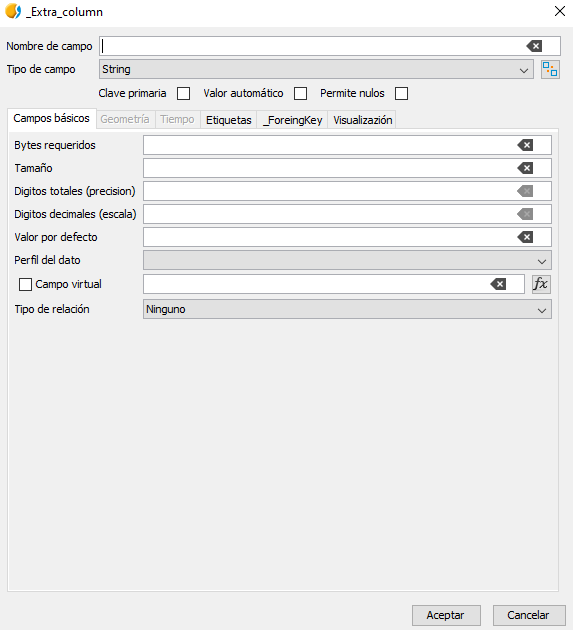 _Extra_column
Nombre de campo
Tipo de campo String
Clave primaria Valor automático Permite nulos
Campos básicos Geometría Tiempo Etiquetas _ForeingKey Visualización
Bytes requeridos
Tamaño
Digitos totales (precision)
Digitos decimales (escala)
Valor por defecto
Perfil del dato
Campo virtual fx
Tipo de relación Ninguno
Aceptar Cancelar